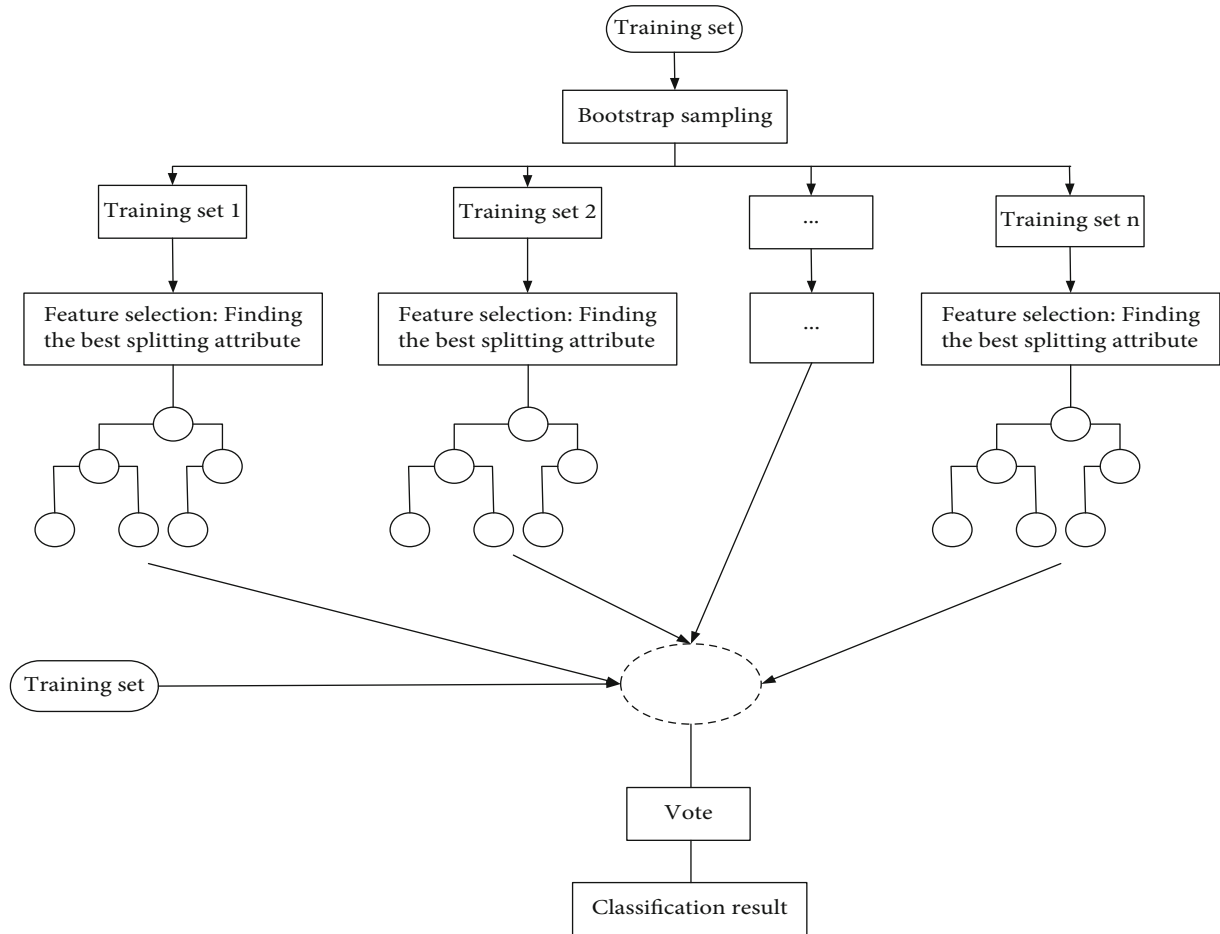 Training set
Bootstrap sampling
Training set 1
Training set 2
...
Training set n
Feature selection: Finding
the best splitting attribute
Feature selection: Finding
the best splitting attribute
...
Feature selection: Finding
the best splitting attribute
Training set
Vote
Classification result